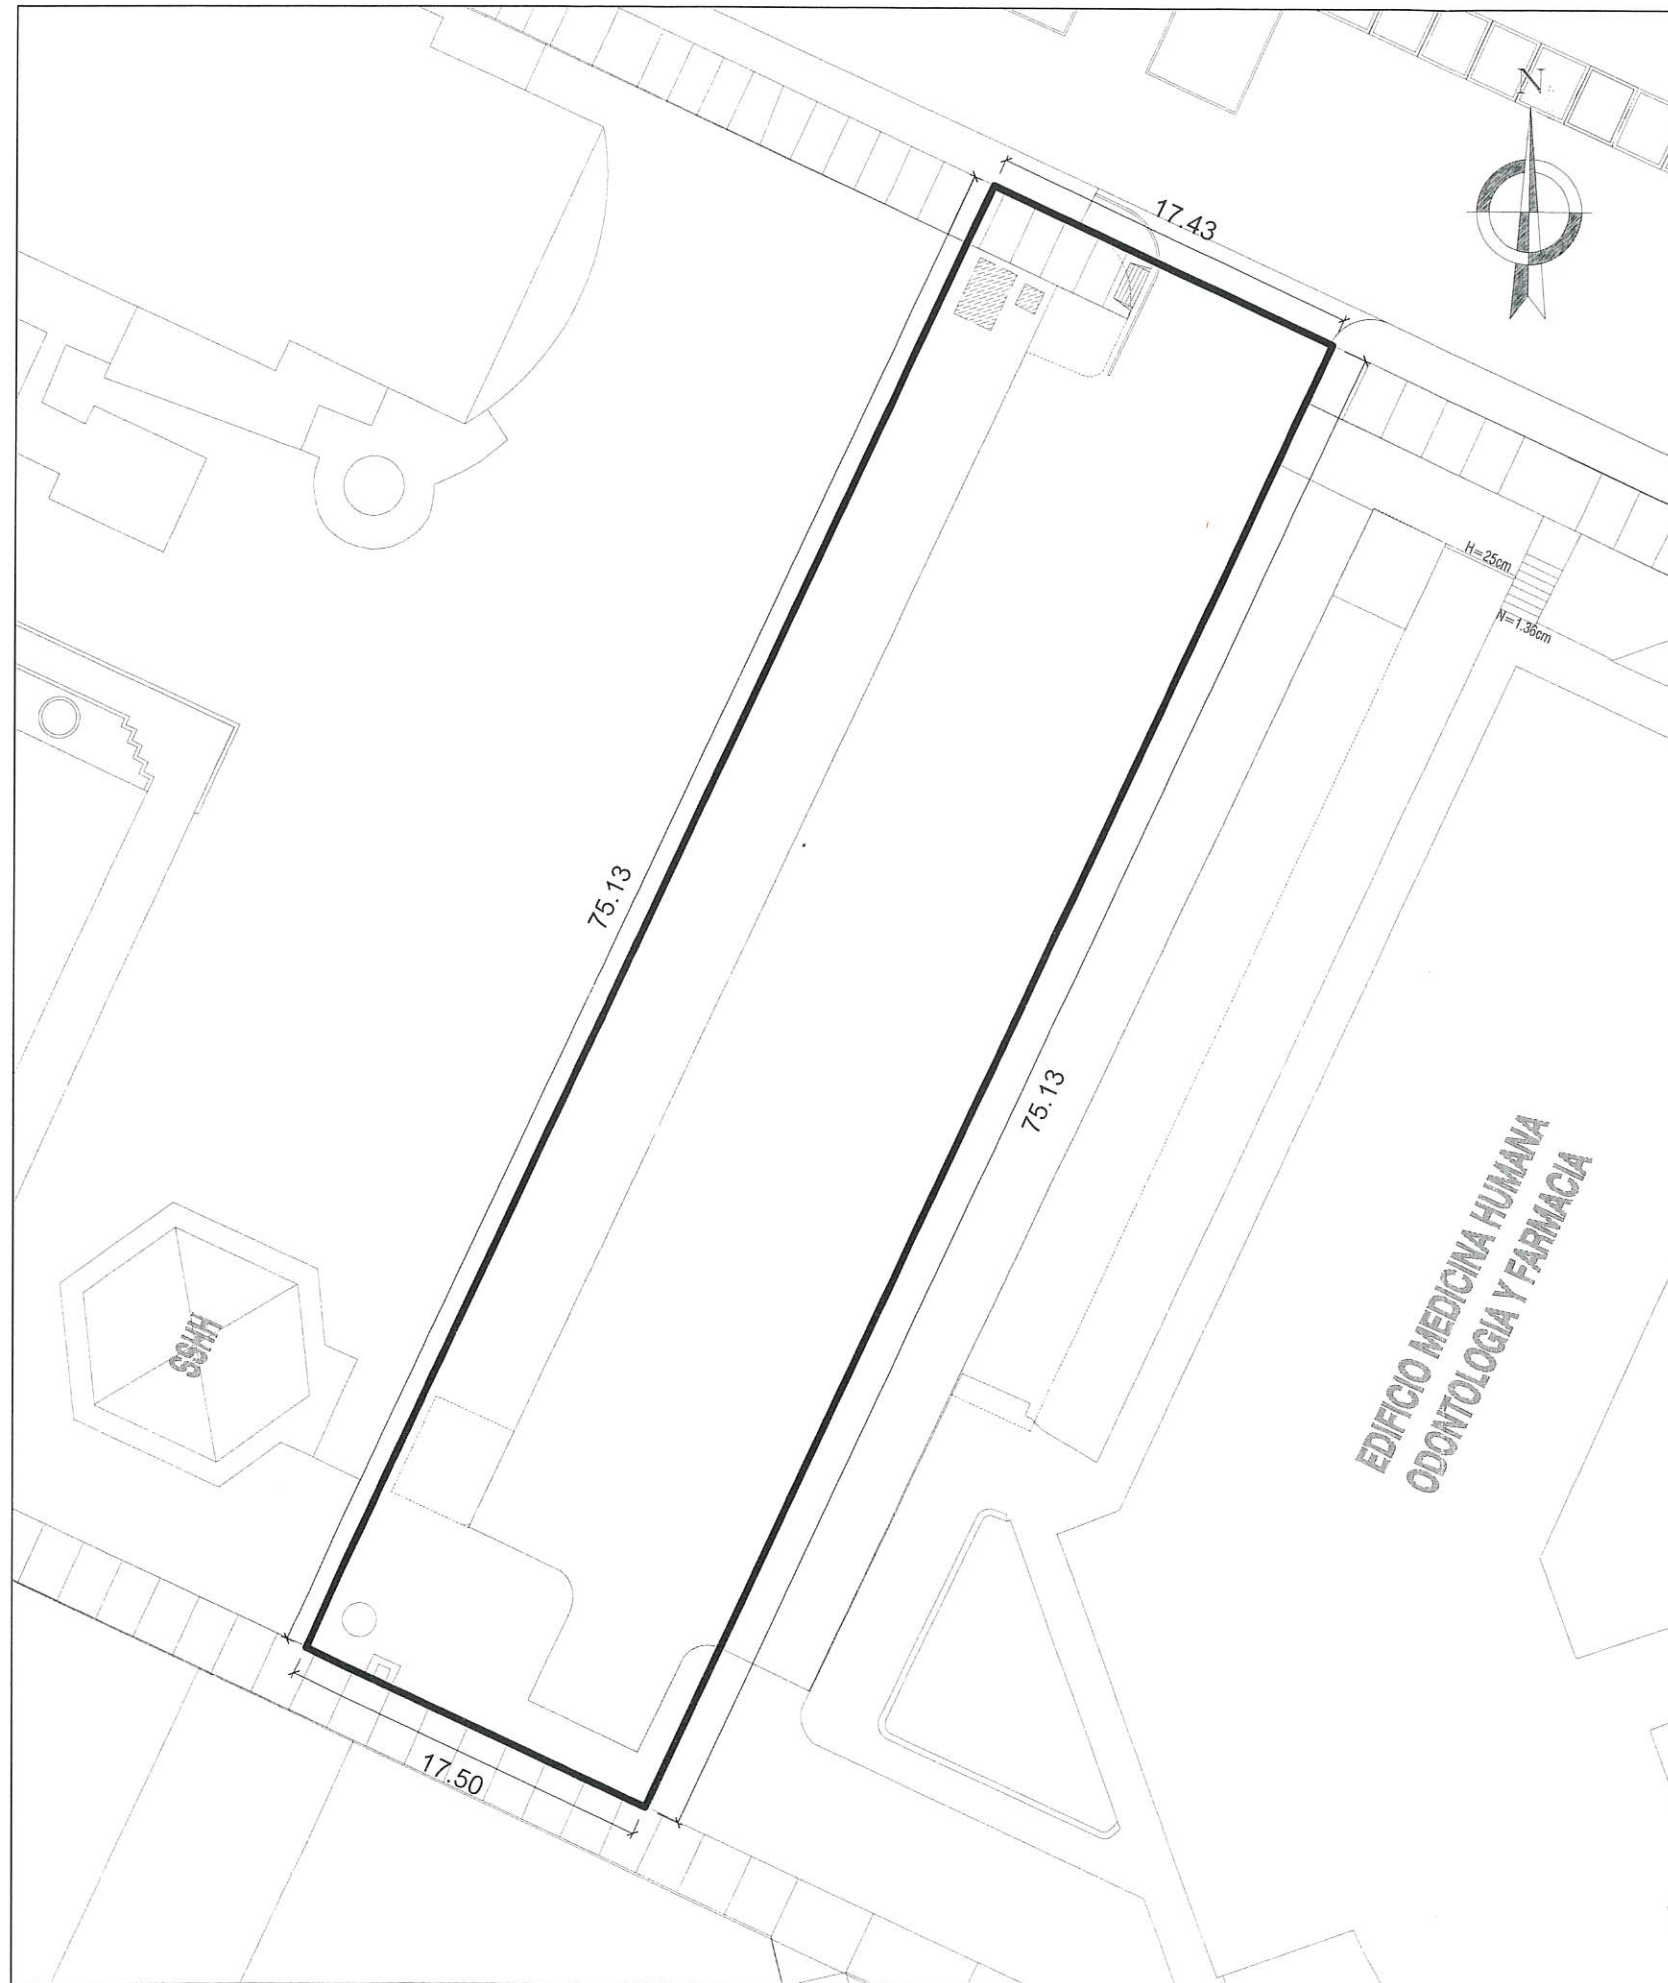 N
17.43
H=25cm
N=1.36cm
75.13
75.13
EDIFICIO MEDICINA HUMANA
ODONTOLOGIA Y FARMACIA
SSHH
17.50